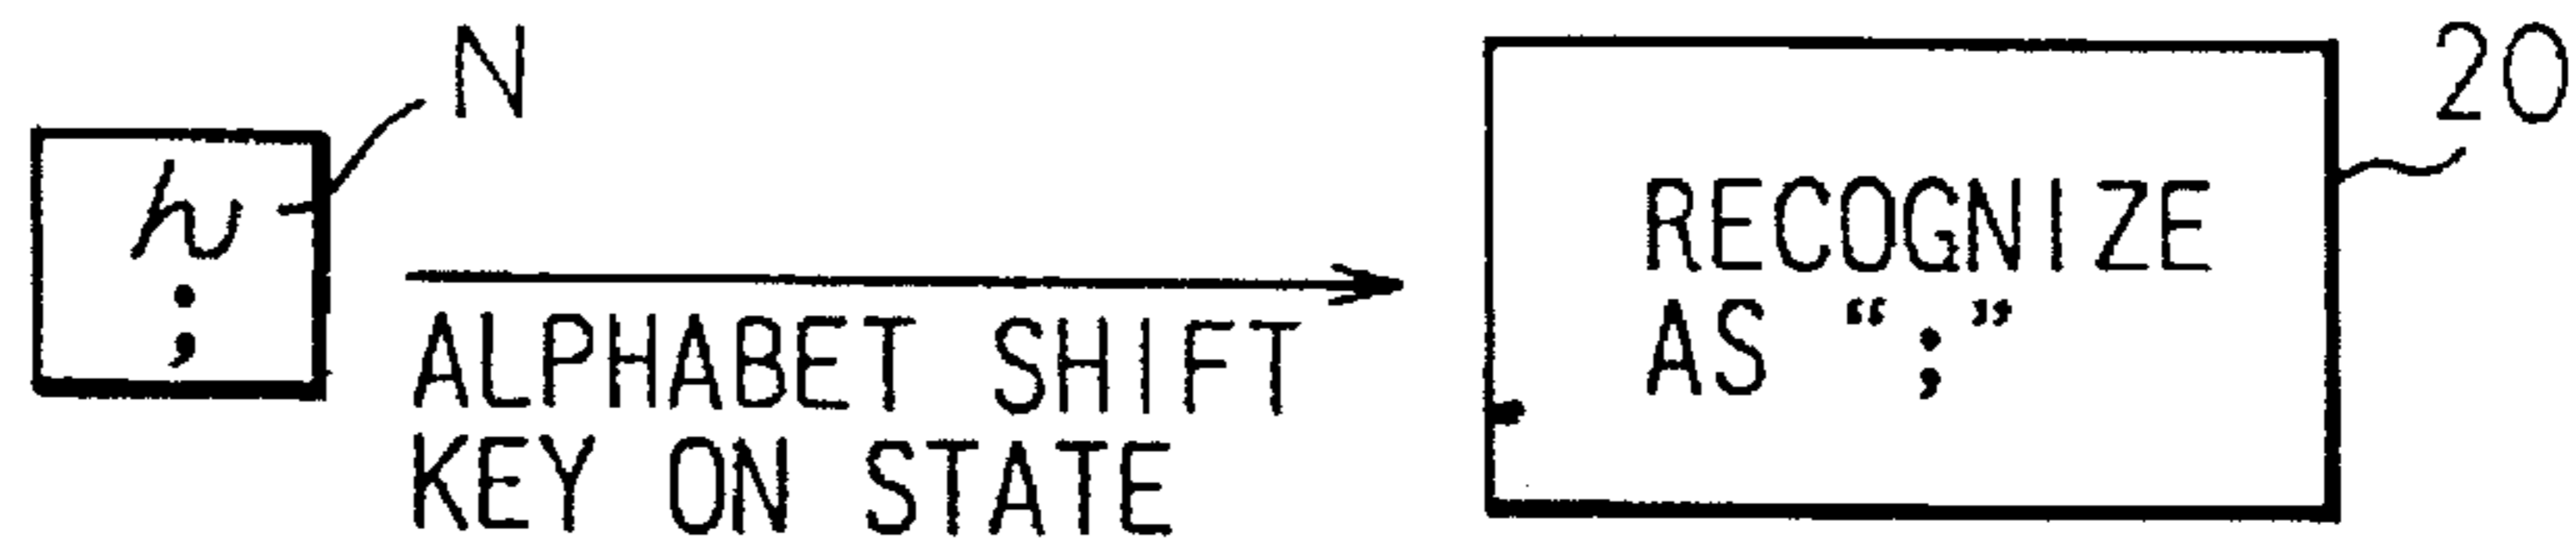 N
ん
;
ALPHABET SHIFT
KEY ON STATE
20
RECOGNIZE
AS “;”